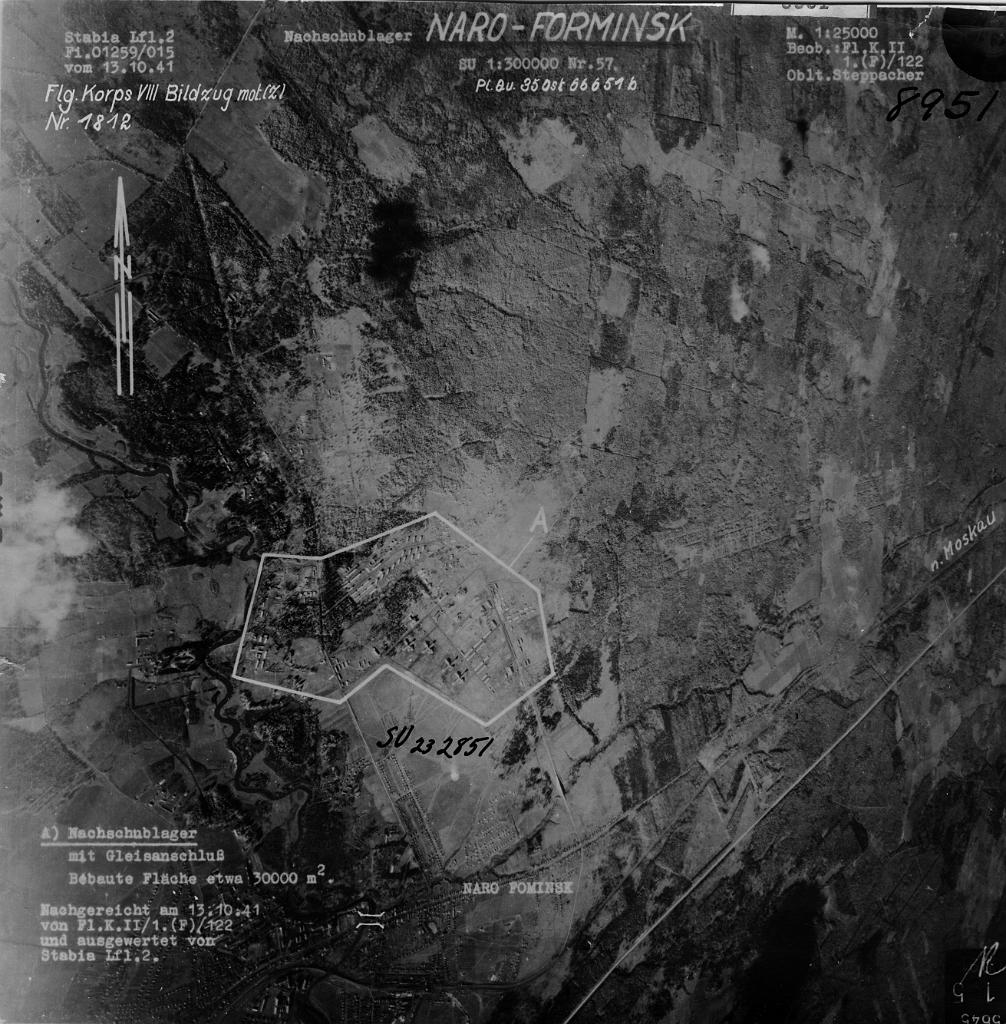 Stabia Lfl.2
Fi.01259/015
vom 13.10.41
Flg. Korps VIII Bildzug mot.(Z)
Nr. 1812
Nachschublager NARO-FORMINSK
SU 1:300000 Nr.57.
Pl. Qu. 35 Ost 66 651 b
M. 1:25000
Beob.:Fl.K.II
1.(F)/122
Oblt.Steppacher
8951
N
A
n. Moskau
SU 23 2851
A) Nachschublager
mit Gleisanschluß
Bebaute Fläche etwa 30000 m².
NARO FOMINSK
Nachgereicht am 13.10.41
von Fl.K.II/1.(F)/122
und ausgewertet von
Stabia Lfl.2.